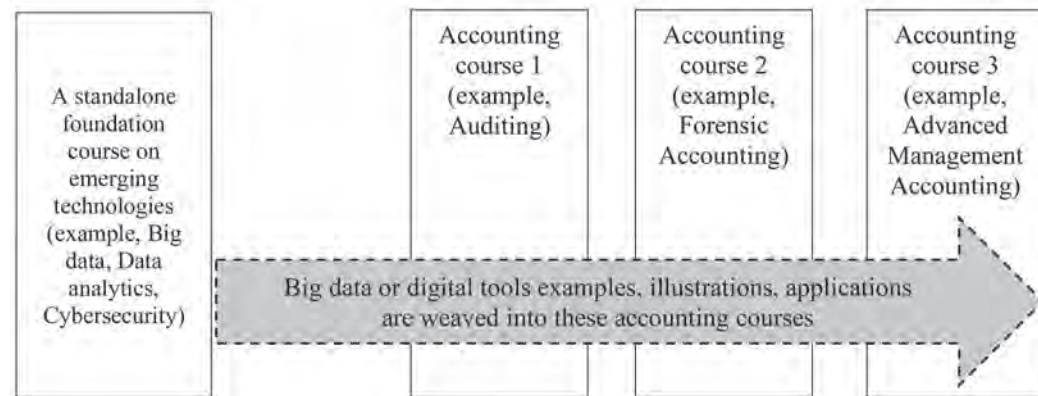 A standalone
foundation
course on
emerging
technologies
(example, Big
data, Data
analytics,
Cybersecurity)
Accounting
course 1
(example,
Auditing)
Accounting
course 2
(example,
Forensic
Accounting)
Accounting
course 3
(example,
Advanced
Management
Accounting)
Big data or digital tools examples, illustrations, applications
are weaved into these accounting courses